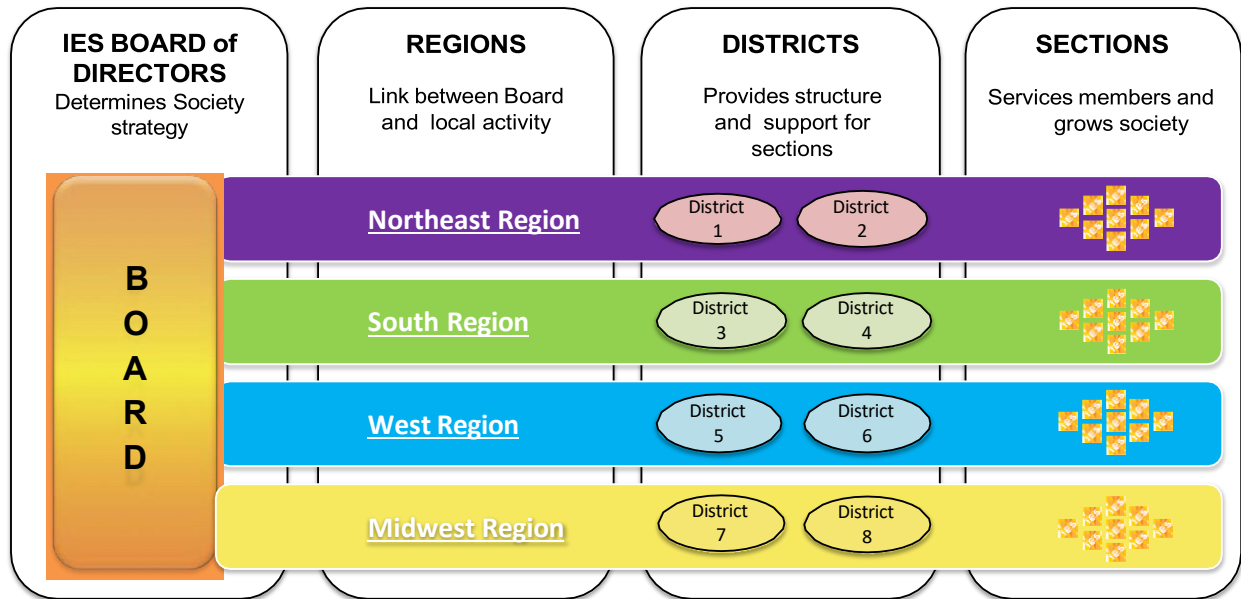 IES BOARD of
DIRECTORS
Determines Society
strategy
REGIONS
Link between Board
and local activity
DISTRICTS
Provides structure
and support for
sections
SECTIONS
Services members and
grows society
B
O
A
R
D
Northeast Region
District
1
District
2
South Region
District
3
District
4
West Region
District
5
District
6
Midwest Region
District
7
District
8